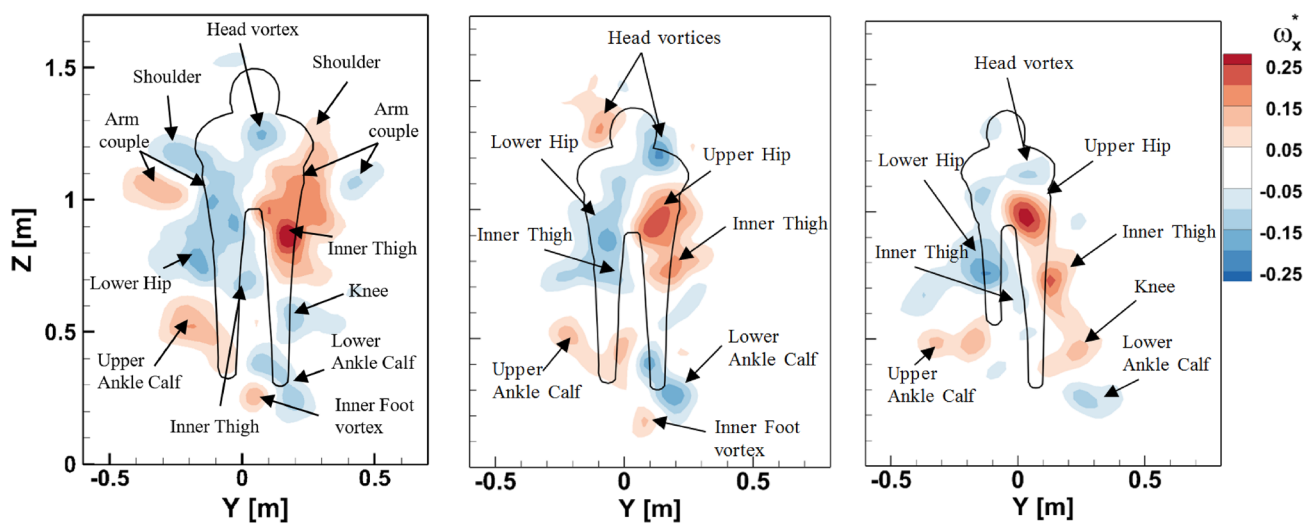 Head vortex
Shoulder
Shoulder
Arm
couple
Arm
couple
Inner Thigh
Lower Hip
Knee
Upper
Ankle Calf
Lower
Ankle Calf
Inner Thigh
Inner Foot
vortex
1.5
1
0.5
0
Z [m]
-0.5
0
0.5
Y [m]
Head vortices
Lower Hip
Upper Hip
Inner Thigh
Inner Thigh
Upper
Ankle Calf
Lower
Ankle Calf
Inner Foot
vortex
-0.5
0
0.5
Y [m]
Head vortex
Lower Hip
Upper Hip
Inner Thigh
Inner Thigh
Knee
Upper
Ankle Calf
Lower
Ankle Calf
-0.5
0
0.5
Y [m]
ω*x
0.25
0.15
0.05
-0.05
-0.15
-0.25